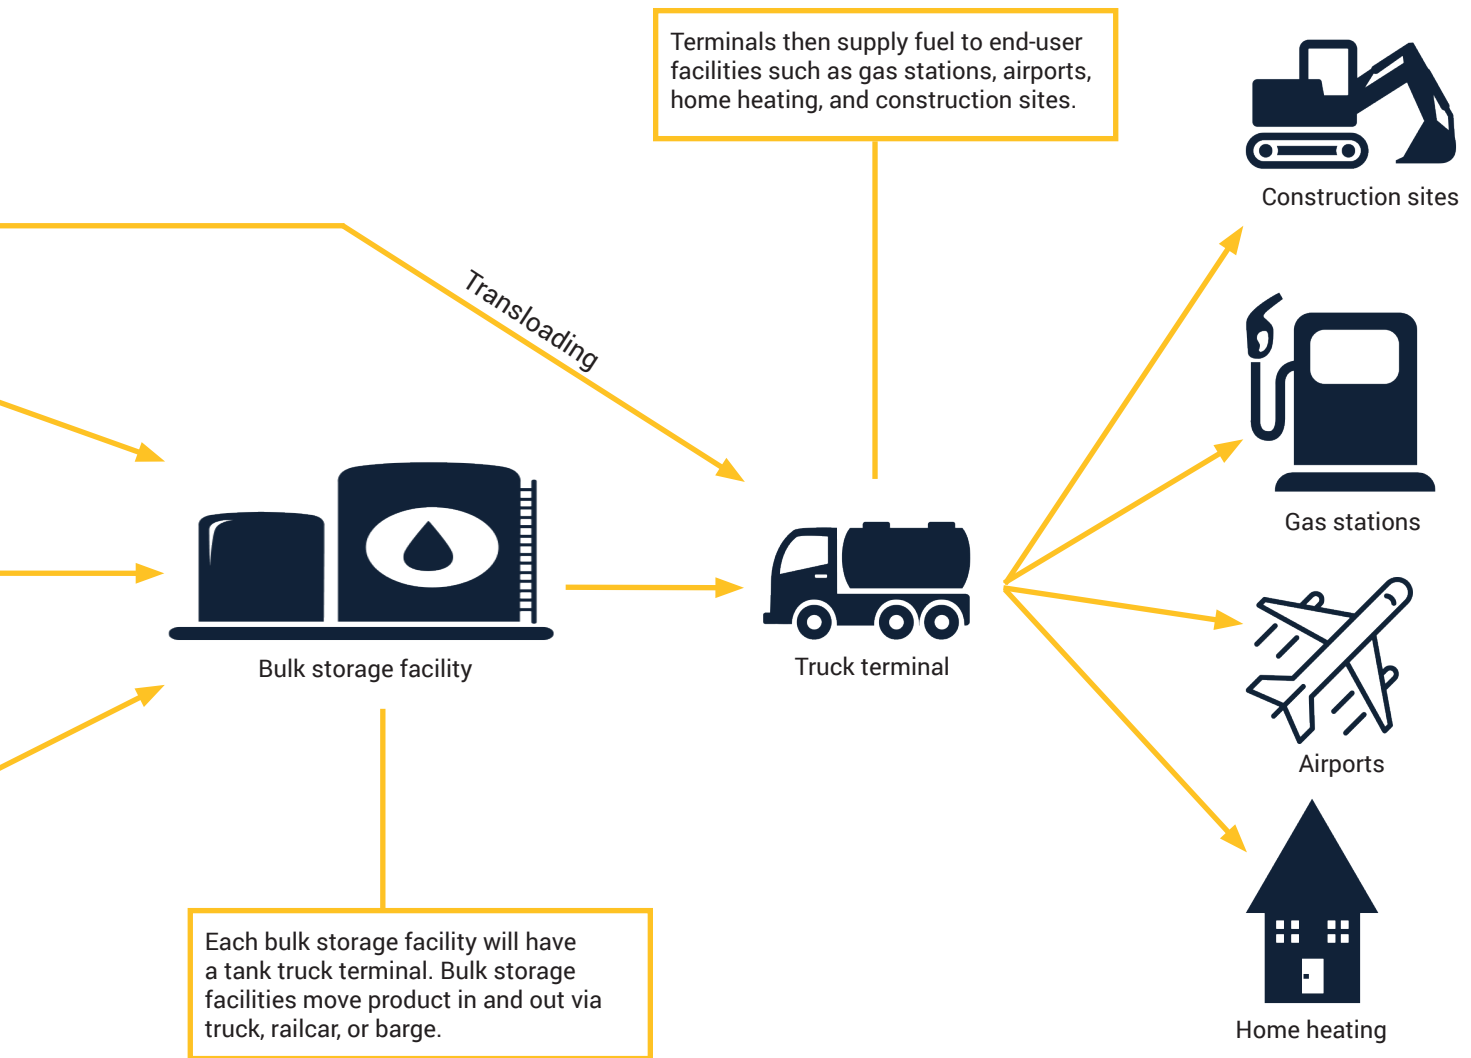 Terminals then supply fuel to end-user
facilities such as gas stations, airports,
home heating, and construction sites.
Construction sites
Transloading
Gas stations
Bulk storage facility
Truck terminal
Airports
Each bulk storage facility will have
a tank truck terminal. Bulk storage
facilities move product in and out via
truck, railcar, or barge.
Home heating